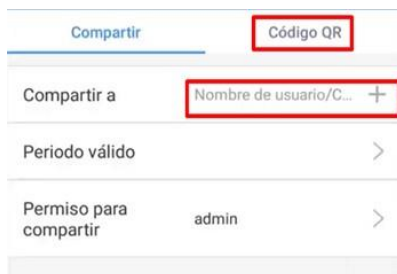 Compartir Código QR
Compartir a Nombre de usuario/C...
Periodo válido
Permiso para
compartir admin